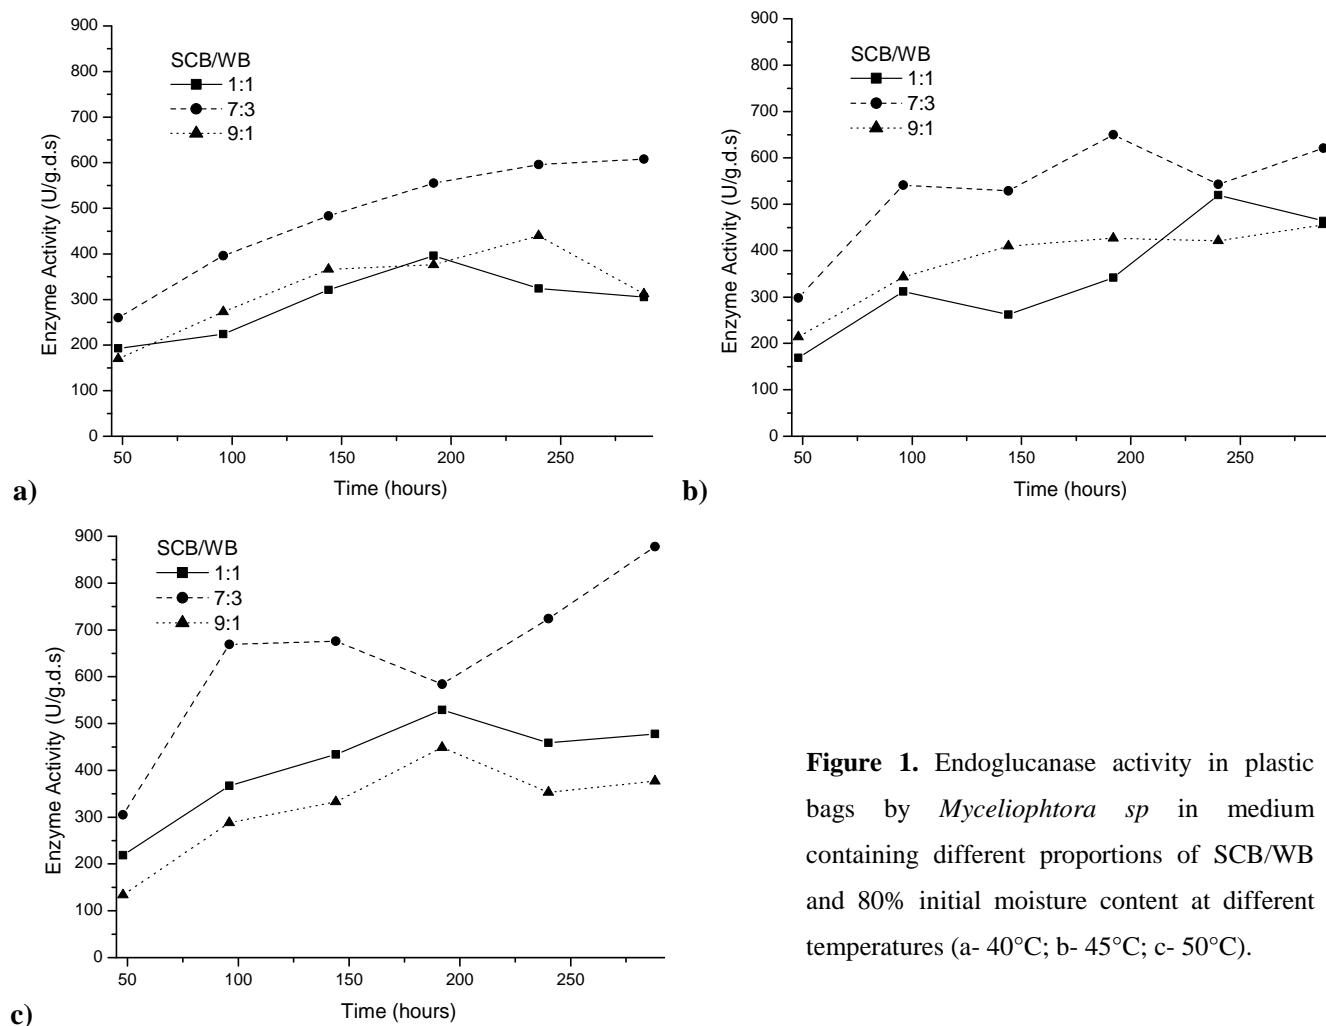 900
800
700
600
500
400
300
200
100
0
Enzyme Activity (U/g.d.s)
SCB/WB
1:1
7:3
9:1
50 100 150 200 250
Time (hours)
a)
900
800
700
600
500
400
300
200
100
0
Enzyme Activity (U/g.d.s)
SCB/WB
1:1
7:3
9:1
50 100 150 200 250
Time (hours)
b)
900
800
700
600
500
400
300
200
100
0
Enzyme Activity (U/g.d.s)
SCB/WB
1:1
7:3
9:1
50 100 150 200 250
Time (hours)
c)
Figure 1. Endoglucanase activity in plastic
bags by Myceliophtora sp in medium
containing different proportions of SCB/WB
and 80% initial moisture content at different
temperatures (a- 40°C; b- 45°C; c- 50°C).